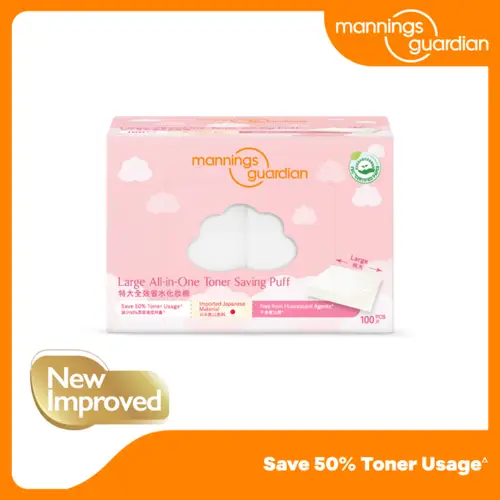 mannings
guardian
mannings
guardian
Large
Large All-in-One Toner Saving Puff
特大全效省水化妝棉
Save 50% Toner Usage^
Imported Japanese
Material
Free from Fluorescent Agents^
100 PCS
New
Improved
Save 50% Toner Usage^